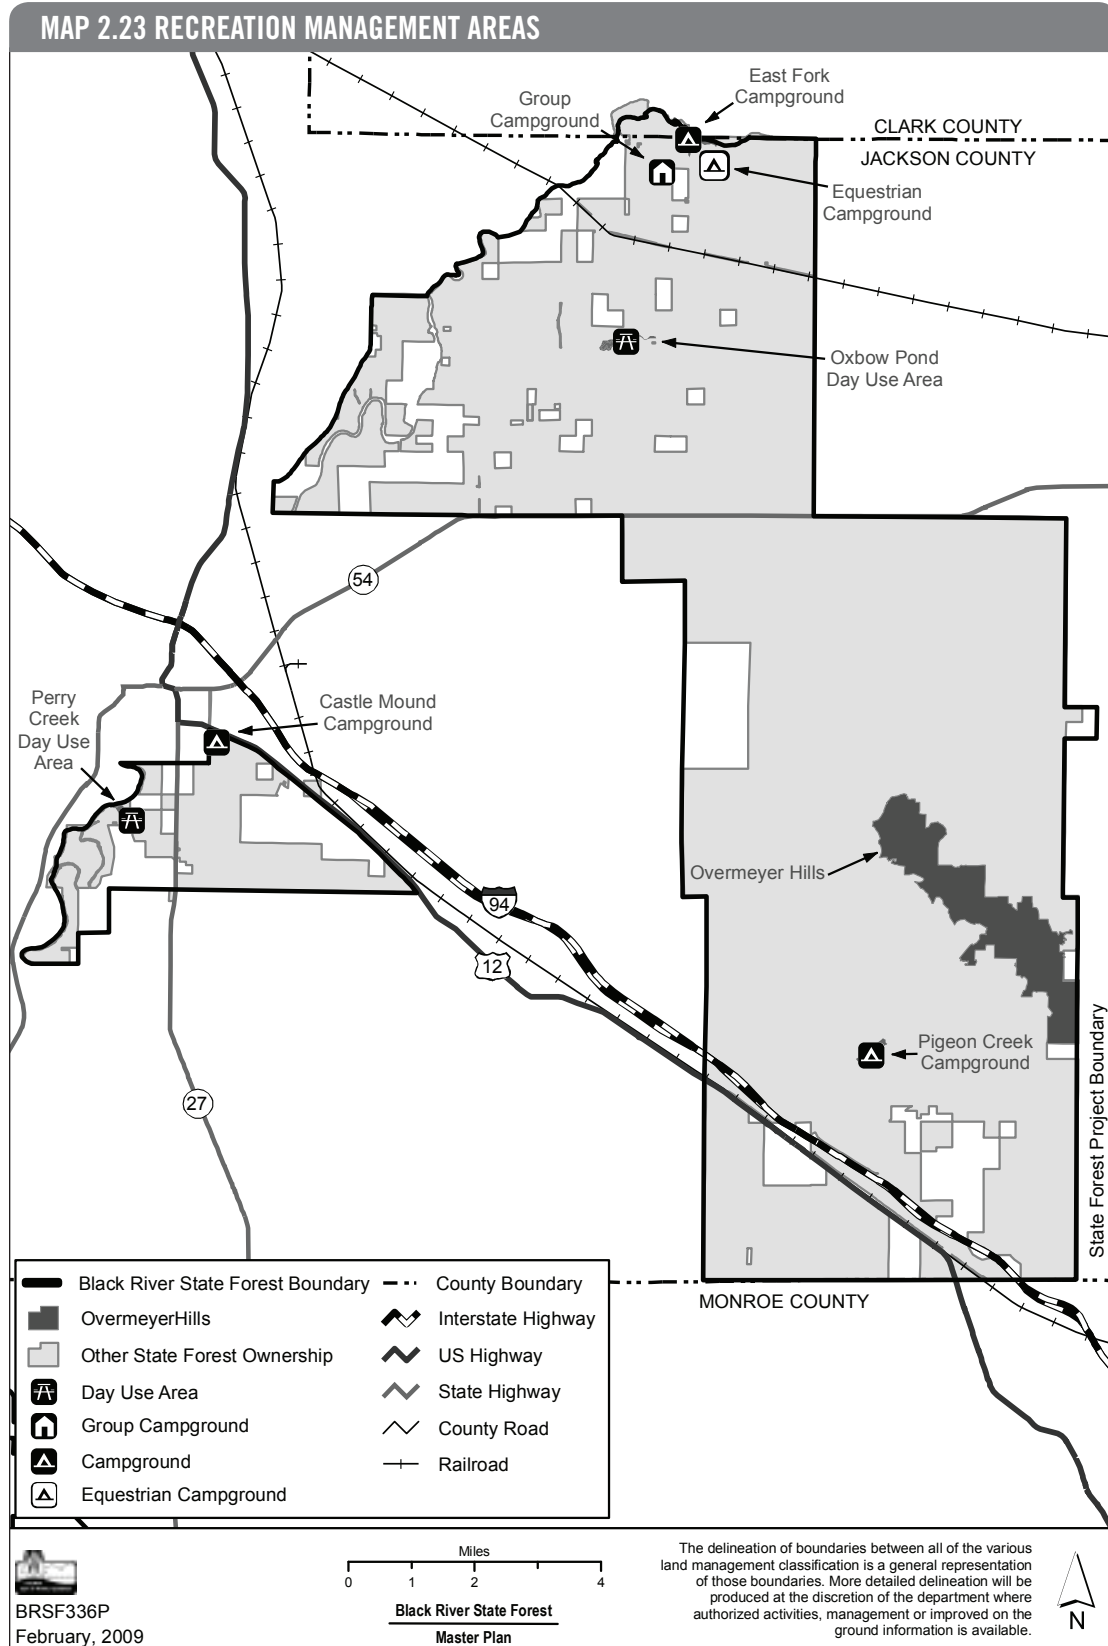 MAP 2.23 RECREATION MANAGEMENT AREAS
East Fork
Campground
Group
Campground
CLARK COUNTY
JACKSON COUNTY
Equestrian
Campground
Oxbow Pond
Day Use Area
54
Perry
Creek
Day Use
Area
Castle Mound
Campground
Overmeyer Hills
94
12
Pigeon Creek
Campground
27
State Forest Project Boundary
MONROE COUNTY
Black River State Forest Boundary
OvermeyerHills
Other State Forest Ownership
Day Use Area
Group Campground
Campground
Equestrian Campground
County Boundary
Interstate Highway
US Highway
State Highway
County Road
Railroad
BRSF336P
February, 2009
Miles
0 1 2 4
Black River State Forest
Master Plan
The delineation of boundaries between all of the various
land management classification is a general representation
of those boundaries. More detailed delineation will be
produced at the discretion of the department where
authorized activities, management or improved on the
ground information is available.
N